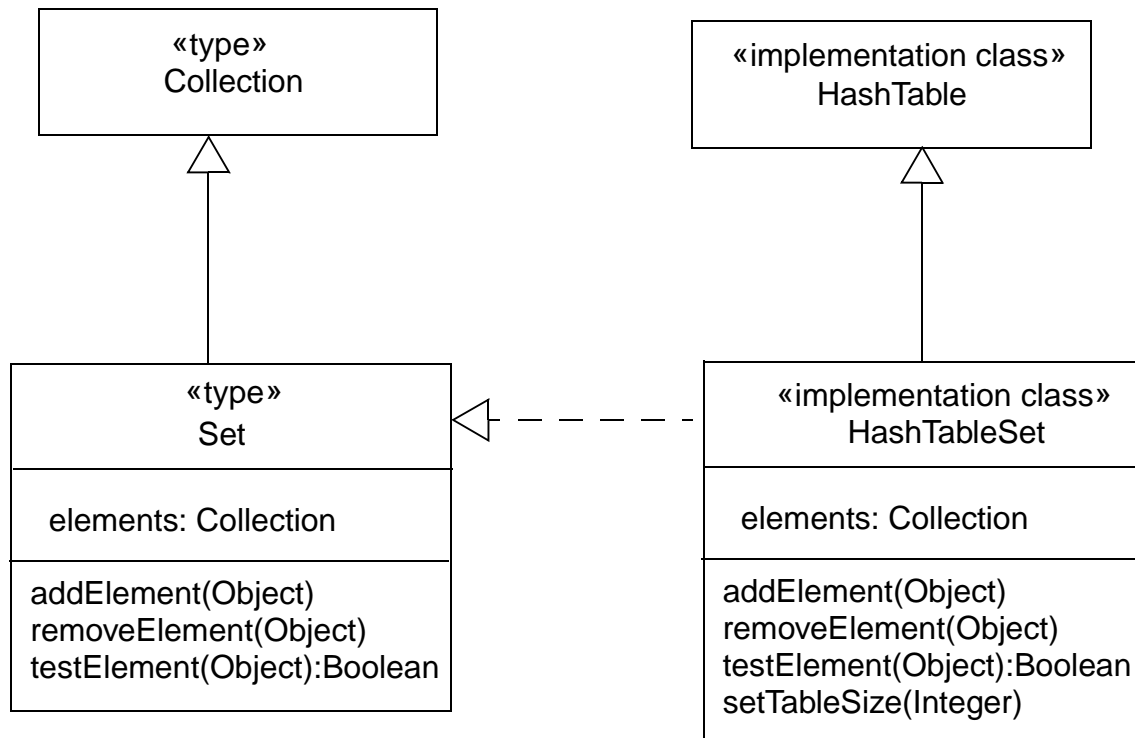 «type»
Collection
«implementation class»
HashTable
«type»
Set
elements: Collection
addElement(Object)
removeElement(Object)
testElement(Object):Boolean
«implementation class»
HashTableSet
elements: Collection
addElement(Object)
removeElement(Object)
testElement(Object):Boolean
setTableSize(Integer)